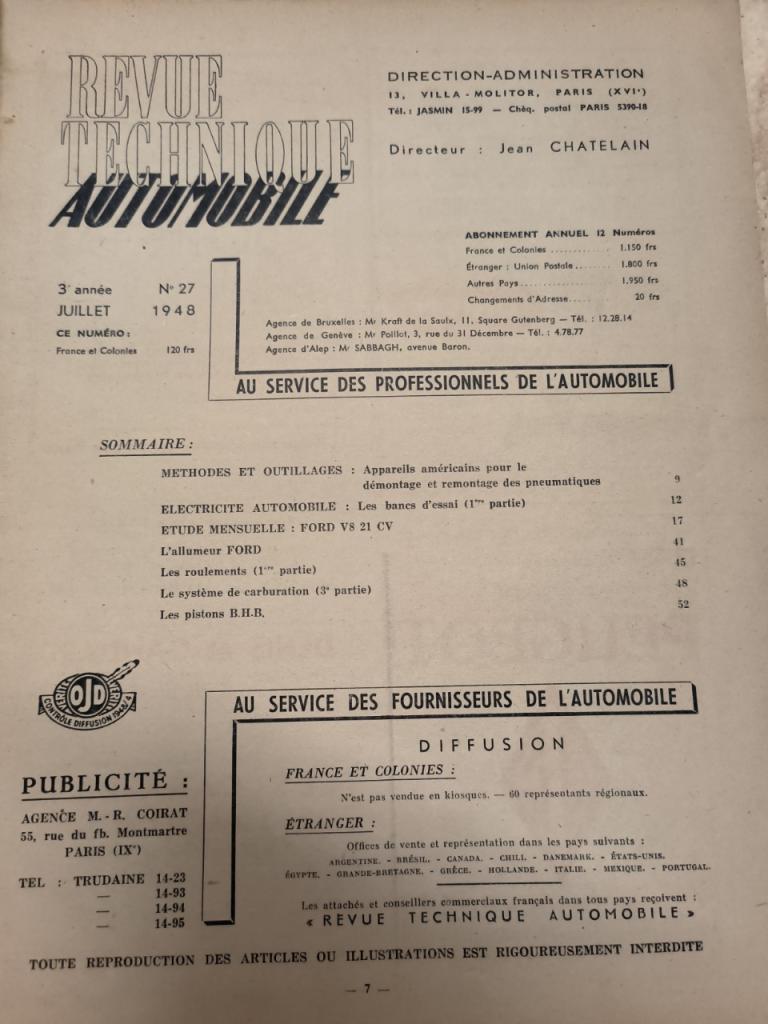 REVUE
TECHNIQUE
AUTOMOBILE
DIRECTION-ADMINISTRATION
13, VILLA-MOLITOR, PARIS (XVIᵉ)
Tél.: JASMIN 15-99 — Chèq. postal PARIS 5390-18
Directeur : Jean CHATELAIN
ABONNEMENT ANNUEL 12 Numéros
France et Colonies ............ 1.150 frs
Étranger : Union Postale....... 1.800 frs
Autres Pays.................... 1.950 frs
Changements d'Adresse..... 20 frs
3ᵉ année N° 27
JUILLET 1948
CE NUMÉRO:
France et Colonies 120 frs
Agence de Bruxelles : Mr Kraft de la Saulx, 11, Square Gutenberg — Tél. : 12.28.14
Agence de Genève : Mr Poillot, 3, rue du 31 Décembre — Tél. : 4.78.77
Agence d'Alep : Mr SABBAGH, avenue Baron.
AU SERVICE DES PROFESSIONNELS DE L'AUTOMOBILE
SOMMAIRE :
METHODES ET OUTILLAGES : Appareils américains pour le
démontage et remontage des pneumatiques 9
ELECTRICITE AUTOMOBILE : Les bancs d'essai (1ʳᵉ partie) 12
ETUDE MENSUELLE : FORD V8 21 CV 17
L'allumeur FORD 41
Les roulements (1ʳᵉ partie) 45
Le système de carburation (3ᵉ partie) 48
Les pistons B.H.B. 52
OJD
CONTRÔLE DIFFUSION
AU SERVICE DES FOURNISSEURS DE L'AUTOMOBILE
DIFFUSION
FRANCE ET COLONIES :
N'est pas vendue en kiosques. — 60 représentants régionaux.
ÉTRANGER :
Offices de vente et représentation dans les pays suivants :
ARGENTINE. - BRÉSIL. - CANADA. - CHILI. - DANEMARK. - ÉTATS-UNIS.
ÉGYPTE. - GRANDE-BRETAGNE. - GRÈCE. - HOLLANDE. - ITALIE. - MEXIQUE. - PORTUGAL.
Les attachés et conseillers commerciaux français dans tous pays reçoivent :
« REVUE TECHNIQUE AUTOMOBILE »
PUBLICITÉ :
AGENCE M.-R. COIRAT
55, rue du fb. Montmartre
PARIS (IXᵉ)
TEL : TRUDAINE 14-23
— 14-93
— 14-94
— 14-95
TOUTE REPRODUCTION DES ARTICLES OU ILLUSTRATIONS EST RIGOUREUSEMENT INTERDITE
— 7 —